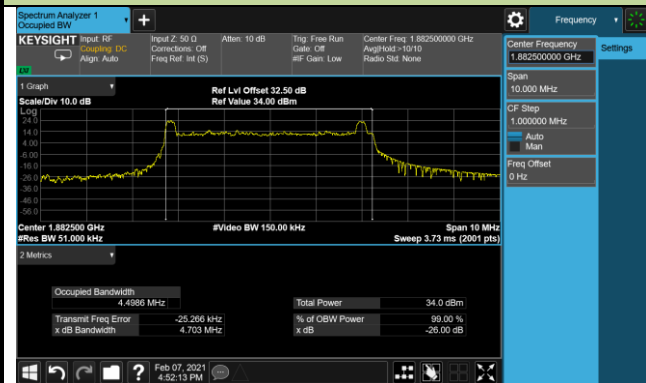 Spectrum Analyzer 1
Occupied BW
+
Frequency
KEYSIGHT
Input: RF
Coupling: DC
Align: Auto
Input Z: 50 Ω
Corrections: Off
Freq Ref: Int (S)
Atten: 10 dB
Trig: Free Run
Gate: Off
#IF Gain: Low
Center Freq: 1.882500000 GHz
Avg|Hold:>10/10
Radio Std: None
Center Frequency
1.882500000 GHz
Settings
Span
10.000 MHz
CF Step
1.000000 MHz
Auto
Man
Freq Offset
0 Hz
1 Graph
Scale/Div 10.0 dB
Ref Lvl Offset 32.50 dB
Ref Value 34.00 dBm
Log
24.0
14.0
4.00
-6.00
-16.0
-26.0
-36.0
-46.0
-56.0
Center 1.882500 GHz
#Res BW 51.000 kHz
#Video BW 150.00 kHz
Span 10 MHz
Sweep 3.73 ms (2001 pts)
2 Metrics
Occupied Bandwidth
4.4986 MHz
Total Power 34.0 dBm
Transmit Freq Error -25.266 kHz
% of OBW Power 99.00 %
x dB Bandwidth 4.703 MHz
x dB -26.00 dB
?
Feb 07, 2021
4:52:13 PM